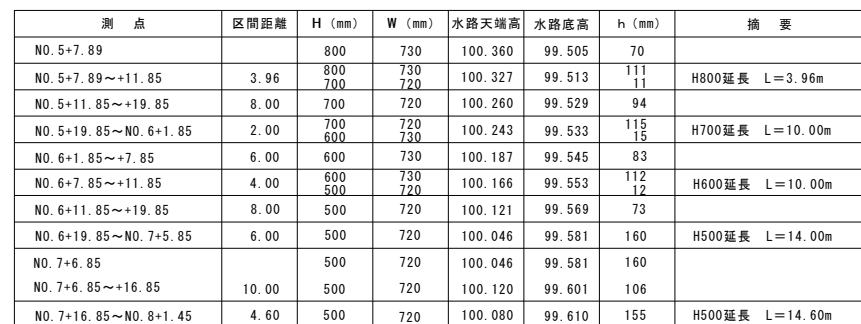 測　点 区間距離 H (mm) W (mm) 水路天端高 水路底高 h (mm) 摘　要
NO.5+7.89 800 730 100.360 99.505 70
NO.5+7.89～+11.85 3.96 800 700 730 720 100.327 99.513 111 11 H800延長 L=3.96m
NO.5+11.85～+19.85 8.00 700 720 100.260 99.529 94
NO.5+19.85～NO.6+1.85 2.00 700 600 720 730 100.243 99.533 115 15 H700延長 L=10.00m
NO.6+1.85～+7.85 6.00 600 730 100.187 99.545 83
NO.6+7.85～+11.85 4.00 600 500 730 720 100.166 99.553 112 12 H600延長 L=10.00m
NO.6+11.85～+19.85 8.00 500 720 100.121 99.569 73
NO.6+19.85～NO.7+5.85 6.00 500 720 100.046 99.581 160 H500延長 L=14.00m
NO.7+6.85 500 720 100.046 99.581 160
NO.7+6.85～+16.85 10.00 500 720 100.120 99.601 106
NO.7+16.85～NO.8+1.45 4.60 500 720 100.080 99.610 155 H500延長 L=14.60m